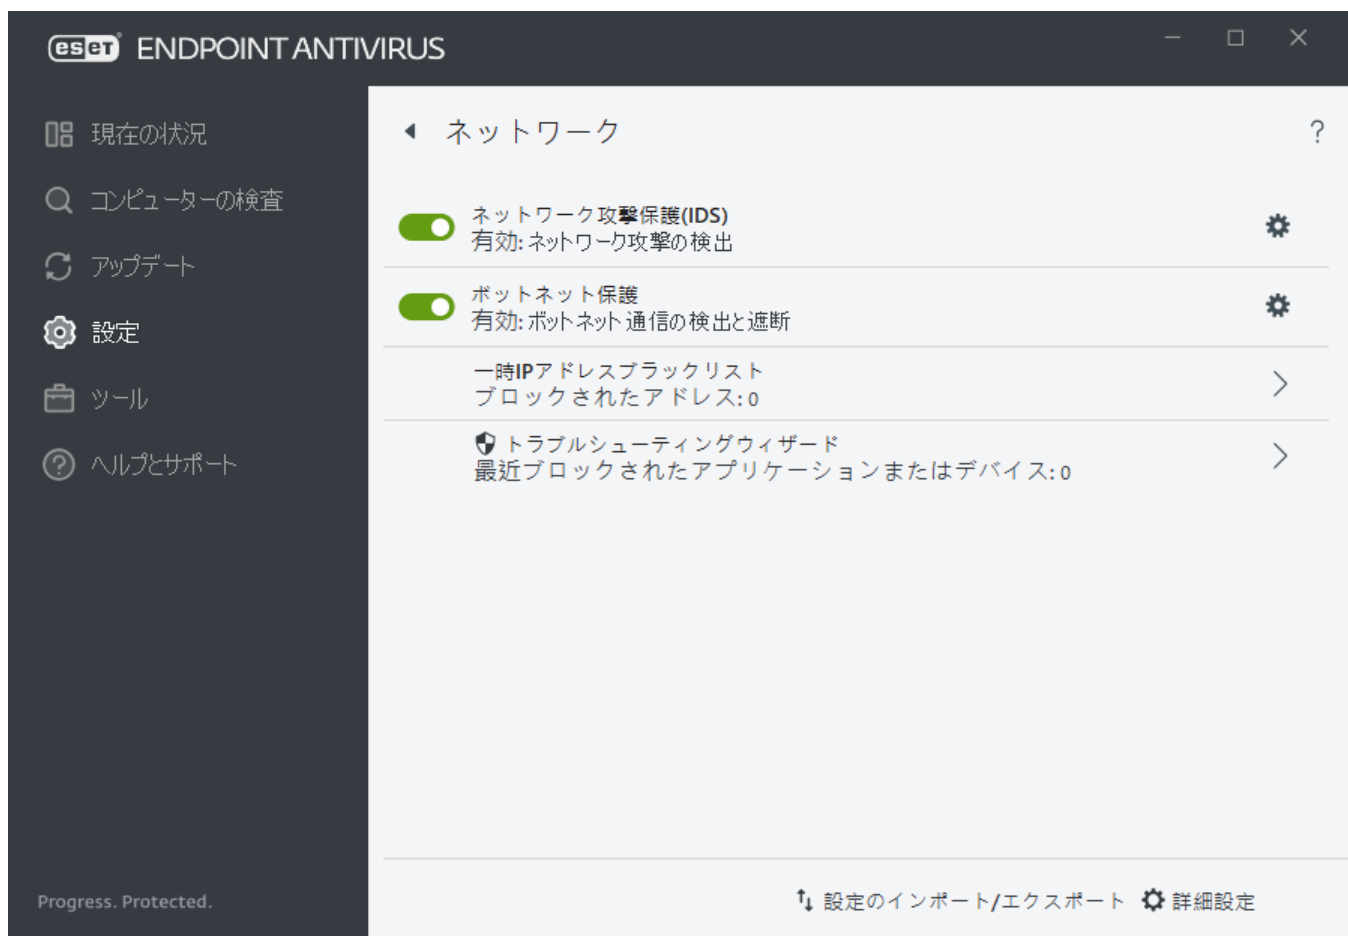 eset ENDPOINT ANTIVIRUS
現在の状況
コンピューターの検査
アップデート
設定
ツール
ヘルプとサポート
Progress. Protected.
ネットワーク
?
ネットワーク攻撃保護(IDS)
有効: ネットワーク攻撃の検出
ボットネット保護
有効: ボットネット通信の検出と遮断
一時IPアドレスブラックリスト
ブロックされたアドレス: 0
トラブルシューティングウィザード
最近ブロックされたアプリケーションまたはデバイス: 0
設定のインポート/エクスポート 詳細設定